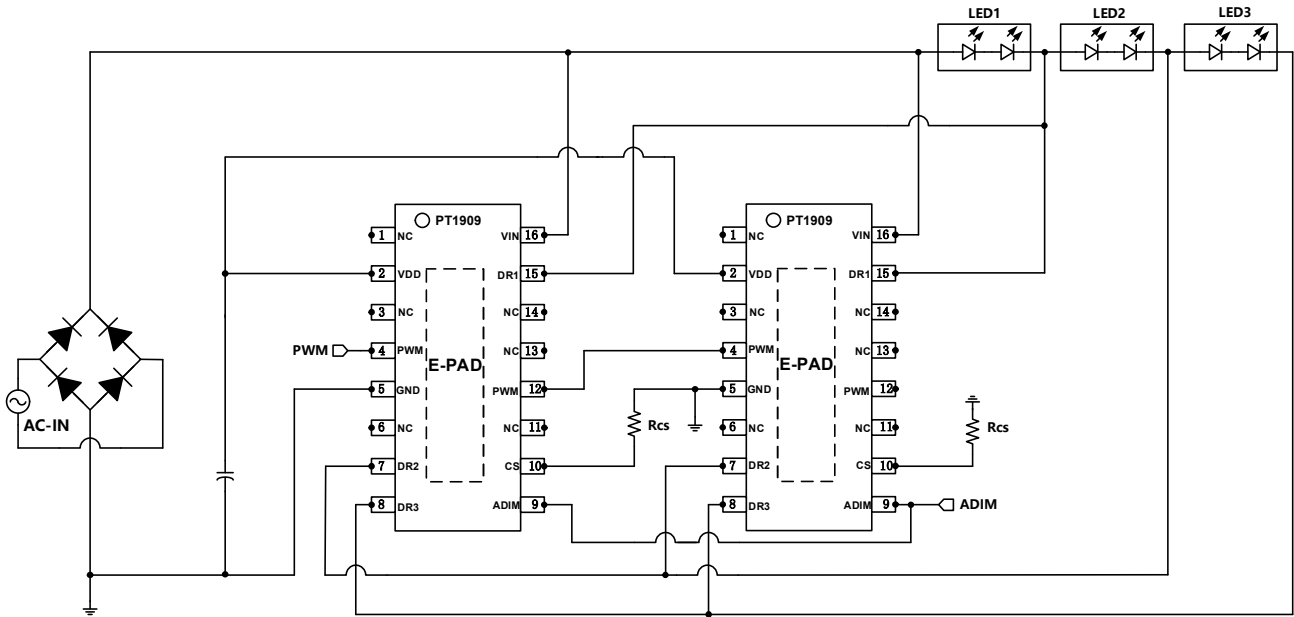 LED1
LED2
LED3
PT1909
1 NC
VIN 16
2 VDD
DR1 15
3 NC
NC 14
PWM
4 PWM
NC 13
E-PAD
5 GND
PWM 12
6 NC
NC 11
7 DR2
CS 10
8 DR3
ADIM 9
Rcs
PT1909
1 NC
VIN 16
2 VDD
DR1 15
3 NC
NC 14
4 PWM
NC 13
E-PAD
5 GND
PWM 12
6 NC
NC 11
7 DR2
CS 10
8 DR3
ADIM 9
Rcs
ADIM
AC-IN